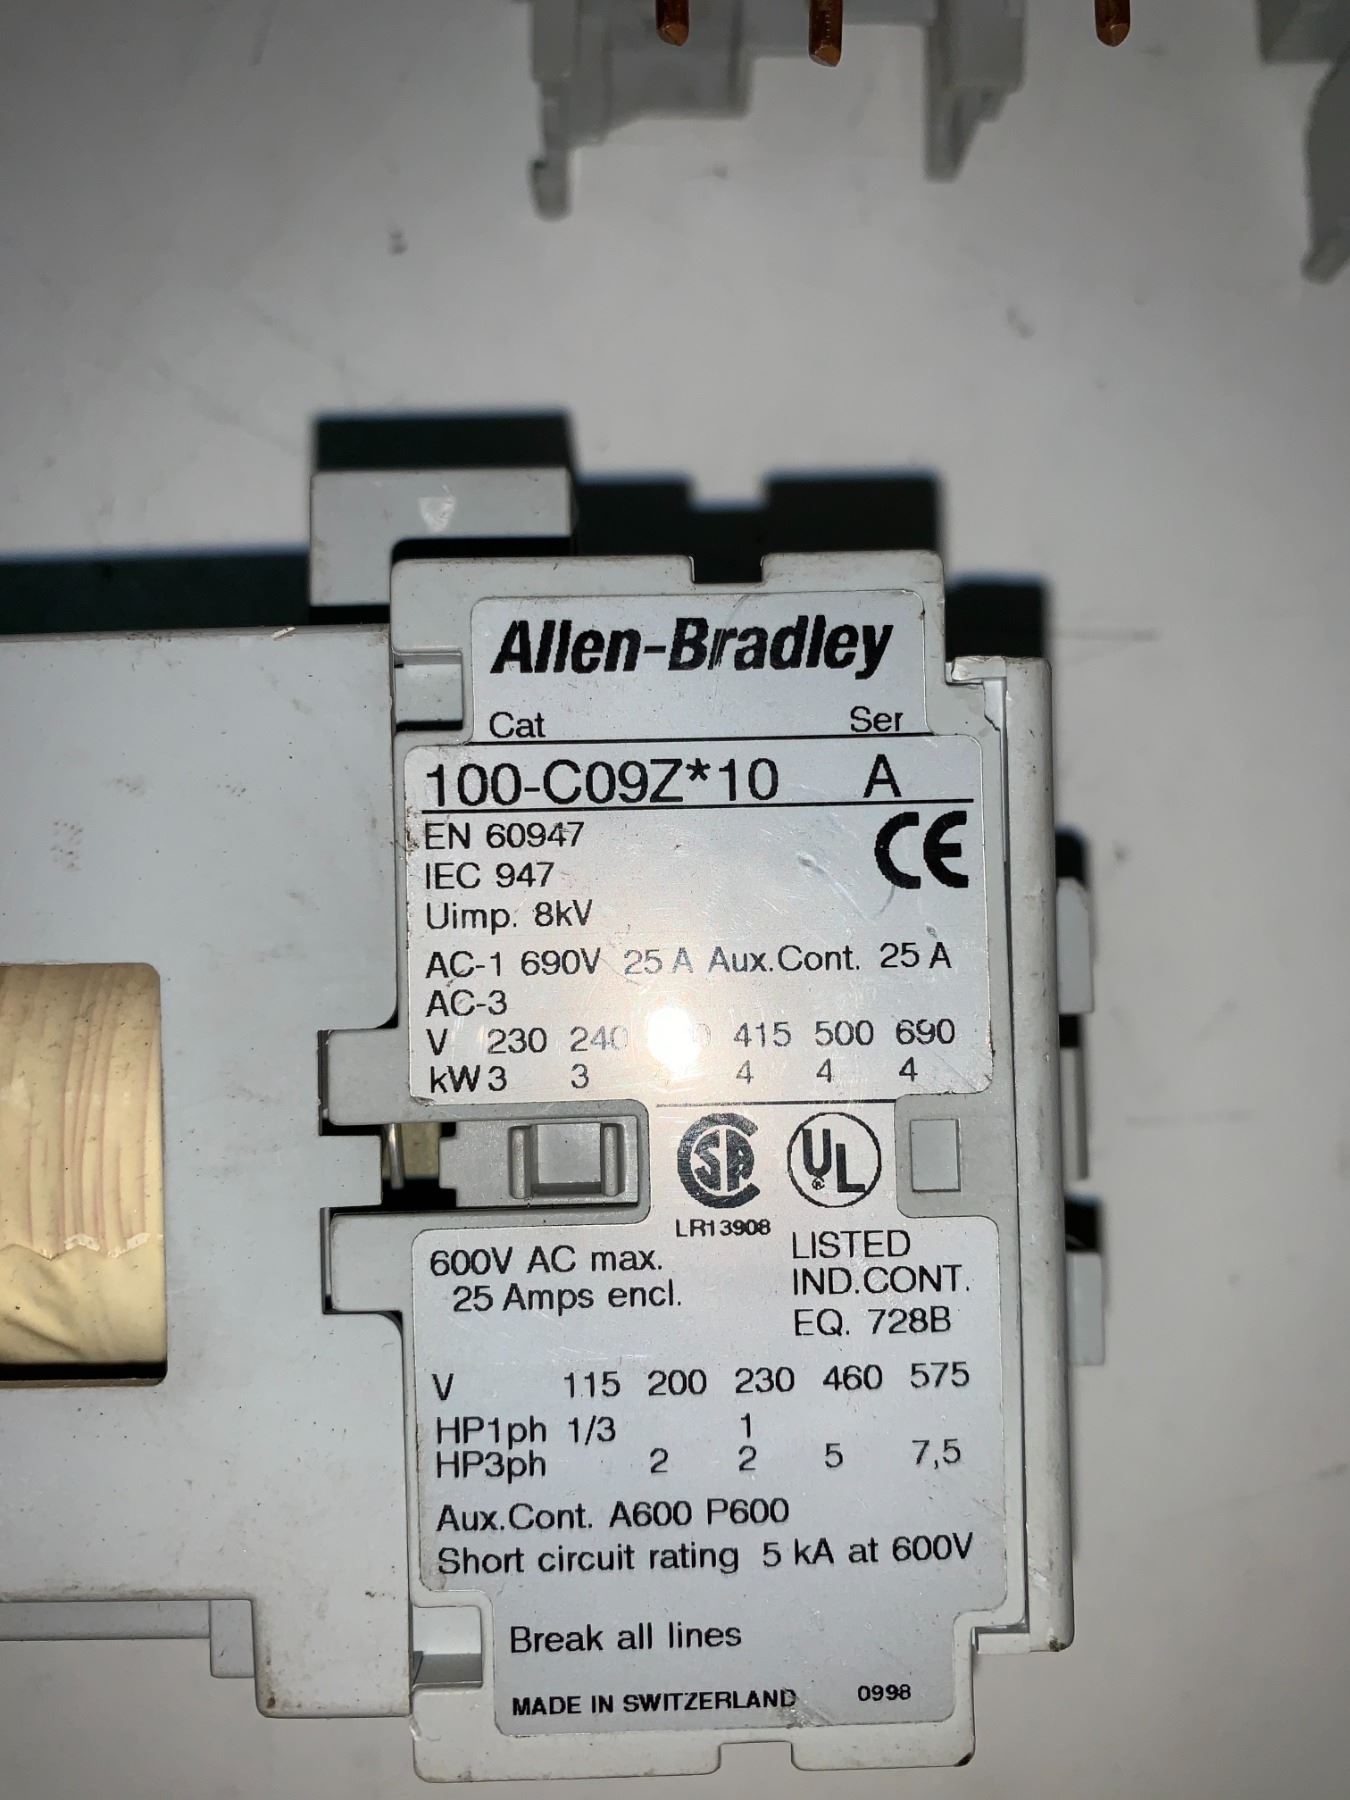 Allen-Bradley
Cat Ser
100-C09Z*10 A
EN 60947 CE
IEC 947
Uimp. 8kV
AC-1 690V 25 A Aux.Cont. 25 A
AC-3
V 230 240 415 500 690
kW 3 3 4 4 4
SA UL
LR13908
600V AC max.
25 Amps encl.
LISTED
IND.CONT.
EQ. 728B
V 115 200 230 460 575
HP1ph 1/3 1
HP3ph 2 2 5 7,5
Aux.Cont. A600 P600
Short circuit rating 5 kA at 600V
Break all lines
MADE IN SWITZERLAND 0998